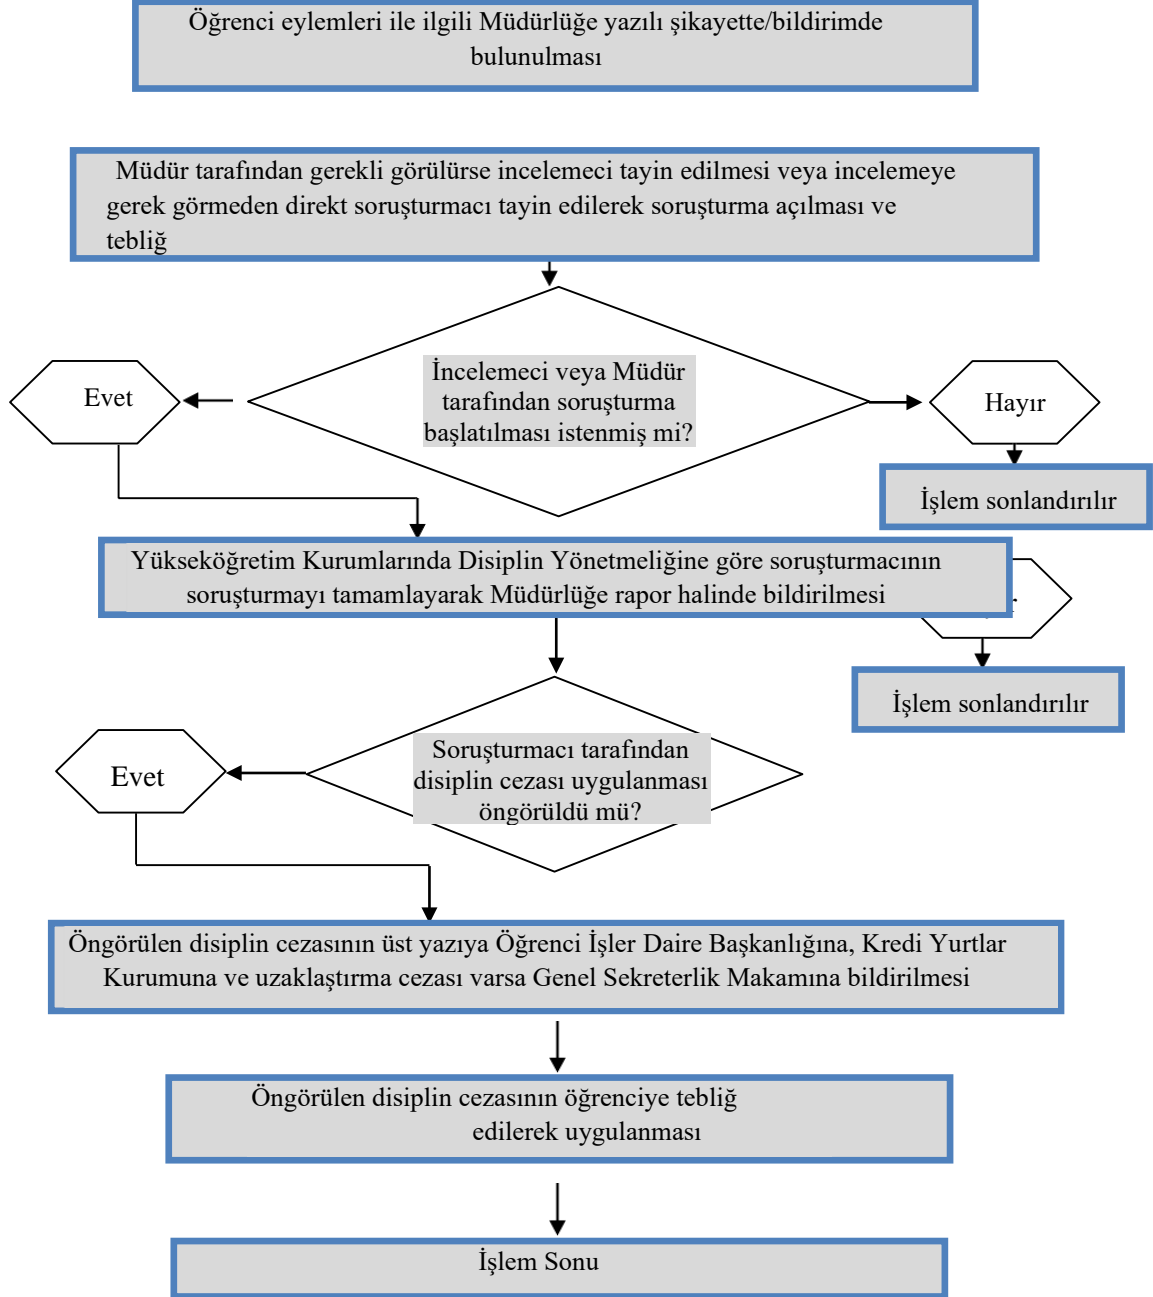 Öğrenci eylemleri ile ilgili Müdürlüğe yazılı şikayette/bildirimde
bulunulması
Müdür tarafından gerekli görülürse incelemeci tayin edilmesi veya incelemeye
gerek görmeden direkt soruşturmacı tayin edilerek soruşturma açılması ve
tebliğ
İncelemeci veya Müdür
tarafından soruşturma
başlatılması istenmiş mi?
Evet
Hayır
İşlem sonlandırılır
Yükseköğretim Kurumlarında Disiplin Yönetmeliğine göre soruşturmacının
soruşturmayı tamamlayarak Müdürlüğe rapor halinde bildirilmesi
İşlem sonlandırılır
Soruşturmacı tarafından
disiplin cezası uygulanması
öngörüldü mü?
Evet
Öngörülen disiplin cezasının üst yazıya Öğrenci İşler Daire Başkanlığına, Kredi Yurtlar
Kurumuna ve uzaklaştırma cezası varsa Genel Sekreterlik Makamına bildirilmesi
Öngörülen disiplin cezasının öğrenciye tebliğ
edilerek uygulanması
İşlem Sonu